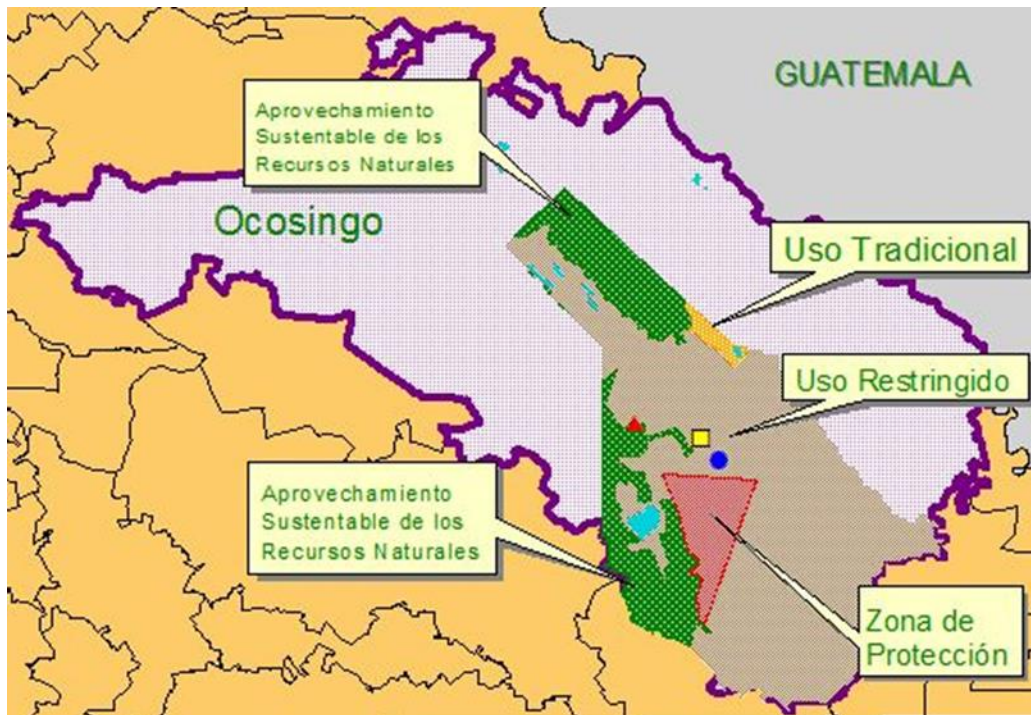 GUATEMALA
Aprovechamiento
Sustentable de los
Recursos Naturales
Ocosingo
Uso Tradicional
Uso Restringido
Aprovechamiento
Sustentable de los
Recursos Naturales
Zona de
Protección